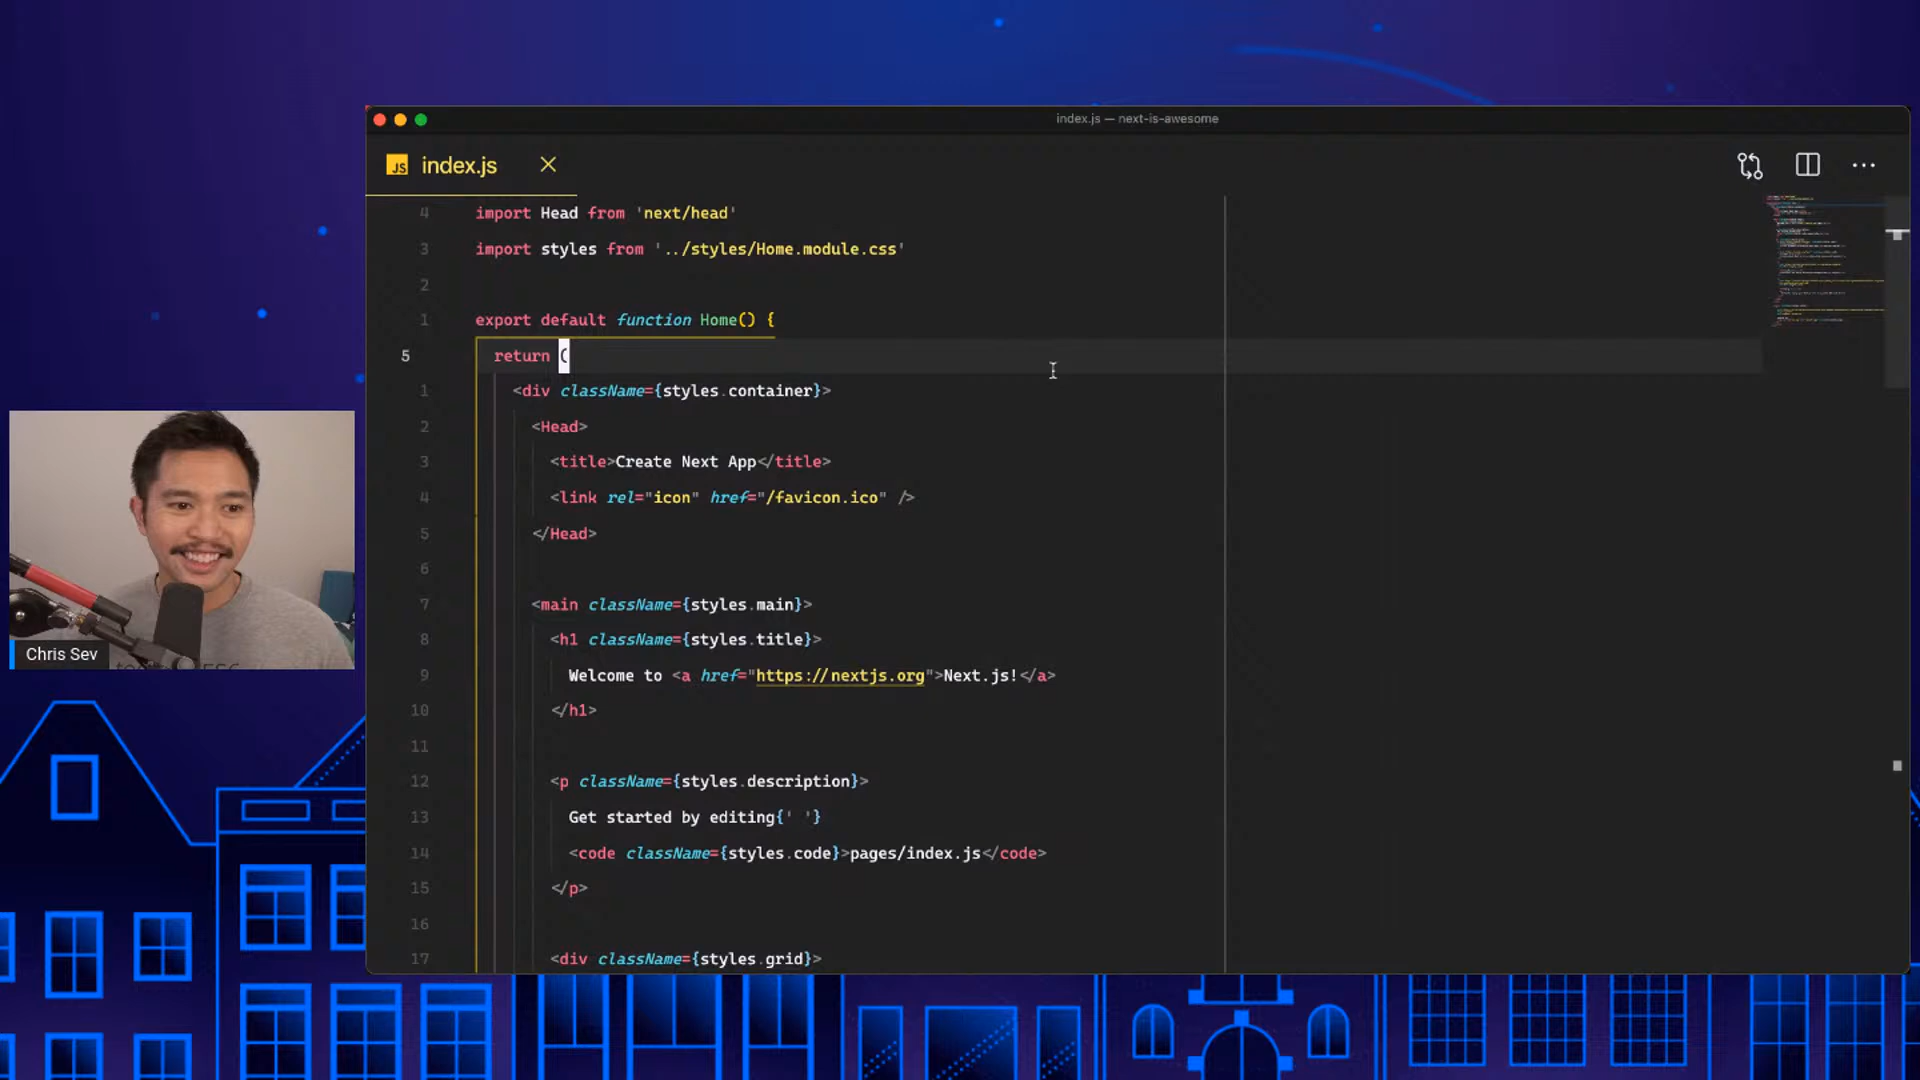 index.js — next-is-awesome
JS index.js
4 import Head from 'next/head'
3 import styles from '../styles/Home.module.css'
2
1 export default function Home() {
5 return (
1 <div className={styles.container}>
2 <Head>
3 <title>Create Next App</title>
4 <link rel="icon" href="/favicon.ico" />
5 </Head>
6
7 <main className={styles.main}>
8 <h1 className={styles.title}>
9 Welcome to <a href="https://nextjs.org">Next.js!</a>
10 </h1>
11
12 <p className={styles.description}>
13 Get started by editing{' '}
14 <code className={styles.code}>pages/index.js</code>
15 </p>
16
17 <div className={styles.grid}>
Chris Sev